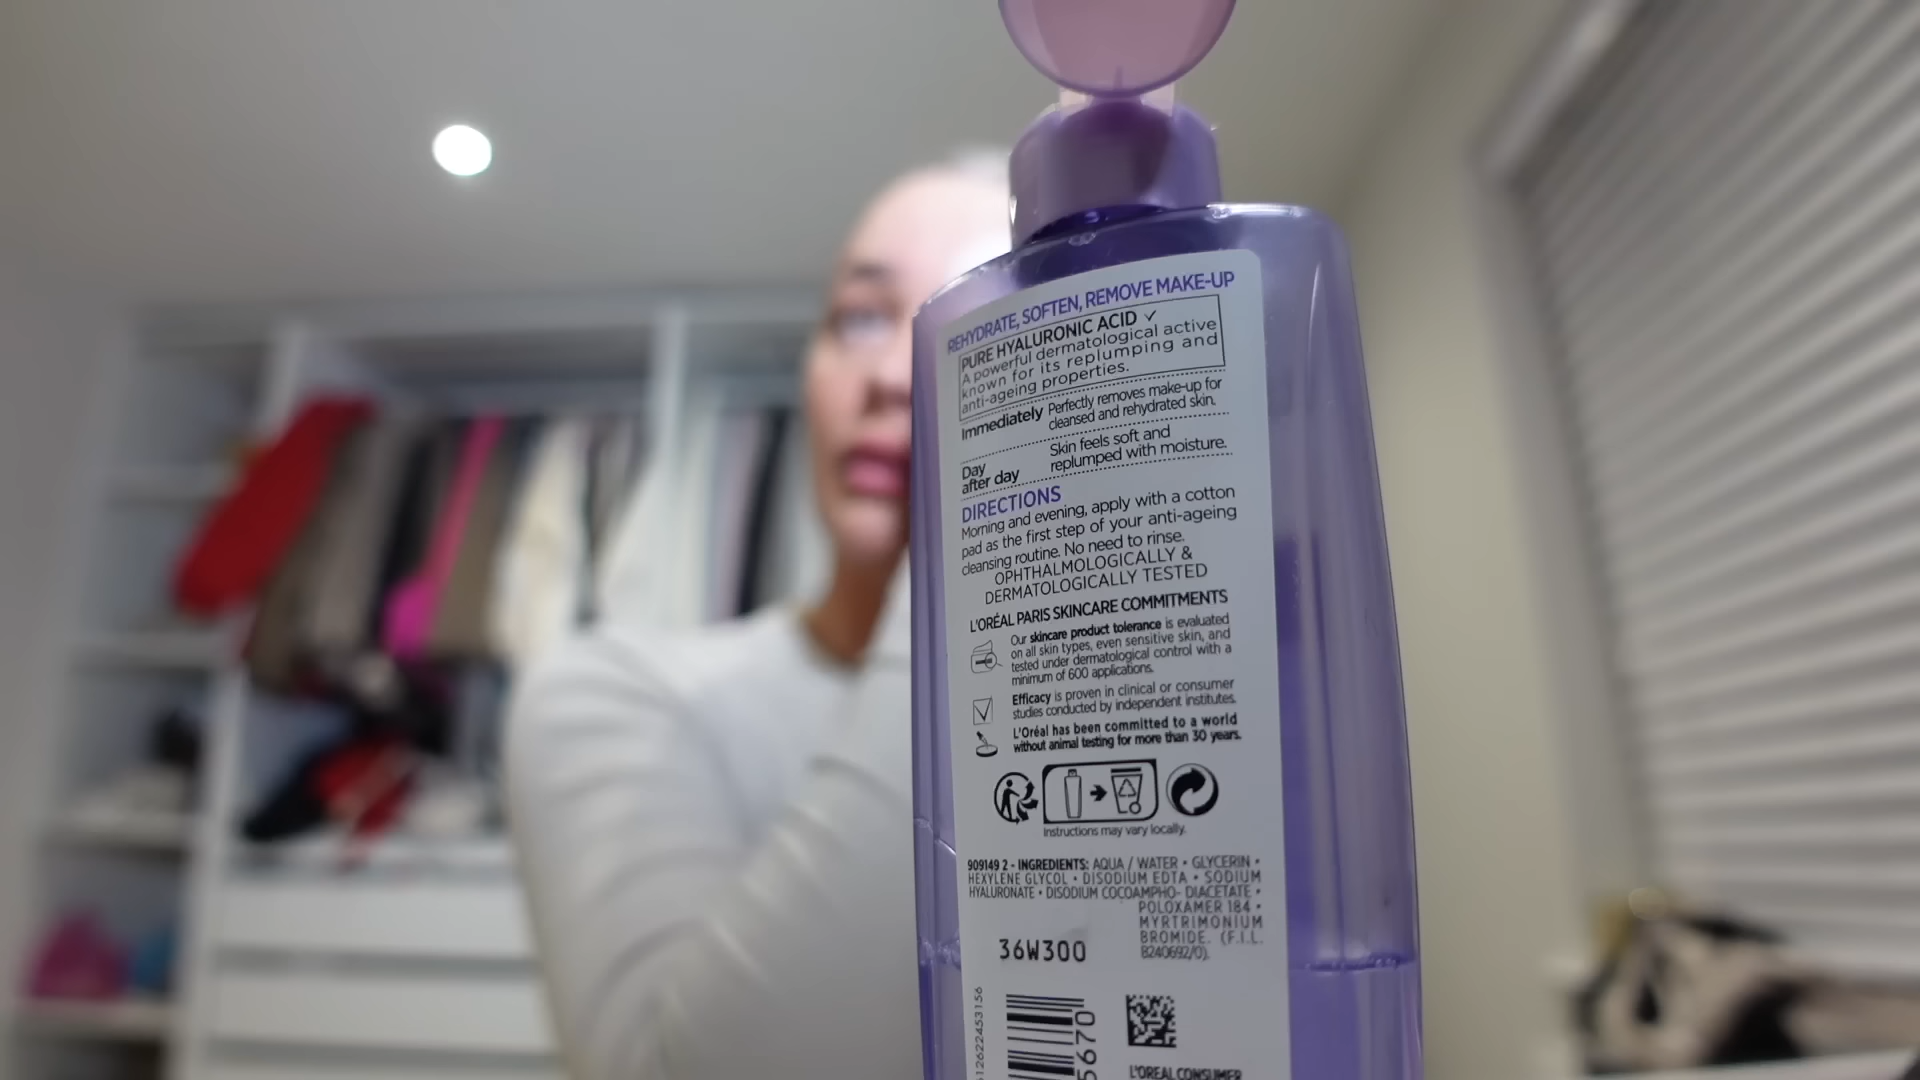 REHYDRATE, SOFTEN, REMOVE MAKE-UP
PURE HYALURONIC ACID ✓
A powerful dermatological active
known for its replumping and
anti-ageing properties.
Immediately Perfectly removes make-up for
cleansed and rehydrated skin.
Day
after day
Skin feels soft and
replumped with moisture.
DIRECTIONS
Morning and evening, apply with a cotton
pad as the first step of your anti-ageing
cleansing routine. No need to rinse.
OPHTHALMOLOGICALLY &
DERMATOLOGICALLY TESTED
L'ORÉAL PARIS SKINCARE COMMITMENTS
Our skincare product tolerance is evaluated
on all skin types, even sensitive skin, and
tested under dermatological control with a
minimum of 600 applications.
Efficacy is proven in clinical or consumer
studies conducted by independent institutes.
L'Oréal has been committed to a world
without animal testing for more than 30 years.
Instructions may vary locally.
909149 2 - INGREDIENTS: AQUA / WATER • GLYCERIN •
HEXYLENE GLYCOL • DISODIUM EDTA • SODIUM
HYALURONATE • DISODIUM COCOAMPHO- DIACETATE •
POLOXAMER 184 •
MYRTRIMONIUM
BROMIDE. (F.I.L.
B240692/0).
36W300
5670
L'OREAL CONSUMER